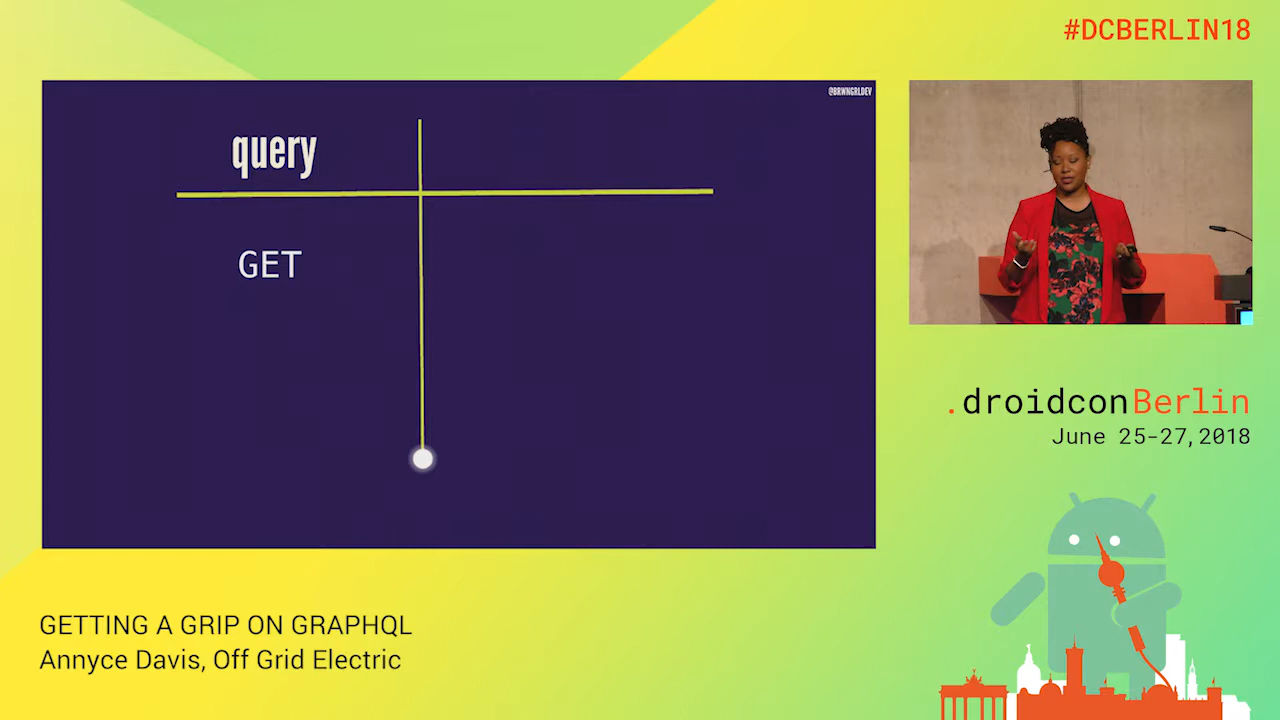 #DCBERLIN18
@BRWNGRLDEV
query
GET
.droidconBerlin
June 25-27,2018
GETTING A GRIP ON GRAPHQL
Annyce Davis, Off Grid Electric